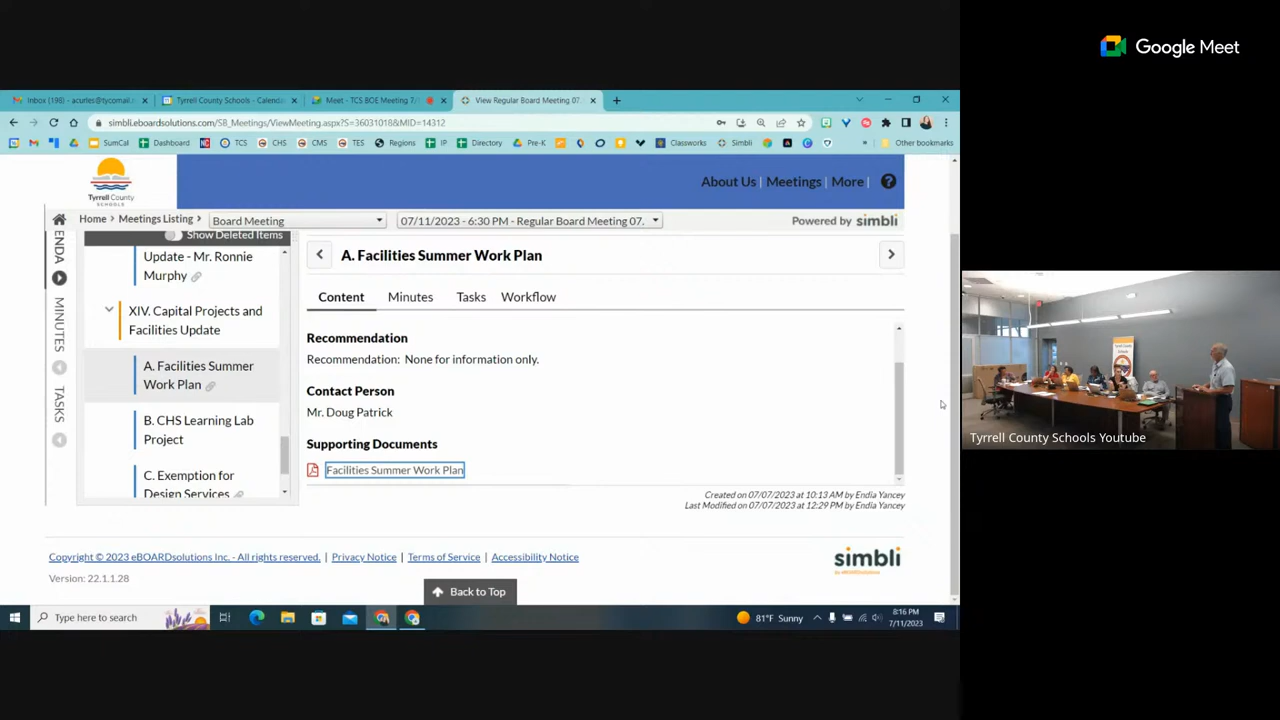 Google Meet
Inbox (198) - acurles@tycomail.
Tyrrell County Schools - Calenda
Meet - TCS BOE Meeting 7/
View Regular Board Meeting 07.
simbli.eboardsolutions.com/SB_Meetings/ViewMeeting.aspx?S=36031018&MID=14312
SumCal
Dashboard
TCS
CHS
CMS
TES
Regions
IP
Directory
Pre-K
Classworks
Simbli
Other bookmarks
Tyrrell County
SCHOOLS
About Us | Meetings | More |
Home > Meetings Listing >
Board Meeting
07/11/2023 - 6:30 PM - Regular Board Meeting 07.
Powered by simbli
ENDA
MINUTES
TASKS
Show Deleted Items
Update - Mr. Ronnie
Murphy
XIV. Capital Projects and
Facilities Update
A. Facilities Summer
Work Plan
B. CHS Learning Lab
Project
C. Exemption for
Design Services
A. Facilities Summer Work Plan
Content
Minutes
Tasks
Workflow
Recommendation
Recommendation: None for information only.
Contact Person
Mr. Doug Patrick
Supporting Documents
Facilities Summer Work Plan
Created on 07/07/2023 at 10:13 AM by Endia Yancey
Last Modified on 07/07/2023 at 12:29 PM by Endia Yancey
Copyright © 2023 eBOARDsolutions Inc. - All rights reserved. | Privacy Notice | Terms of Service | Accessibility Notice
Version: 22.1.1.28
simbli
by eBOARDsolutions
Back to Top
Type here to search
81°F Sunny
8:16 PM
7/11/2023
Tyrrell County Schools Youtube